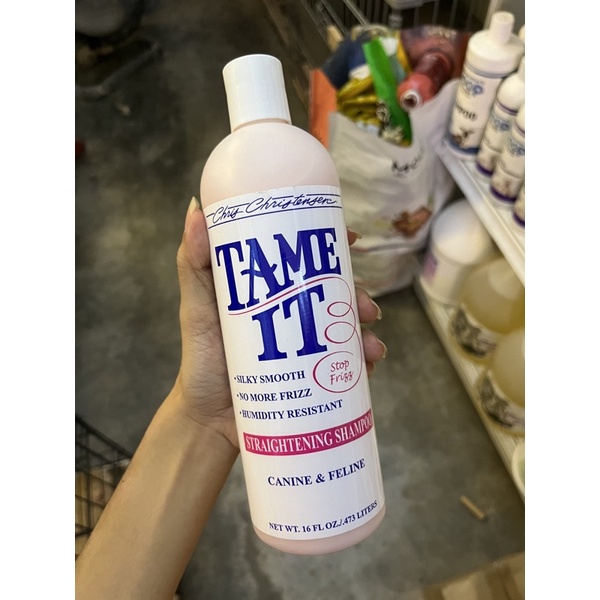 Chris Christensen
TAME
IT
Stop
Frizz
• SILKY SMOOTH
• NO MORE FRIZZ
• HUMIDITY RESISTANT
STRAIGHTENING SHAMPOO
CANINE & FELINE
NET WT. 16 FL OZ./.473 LITERS